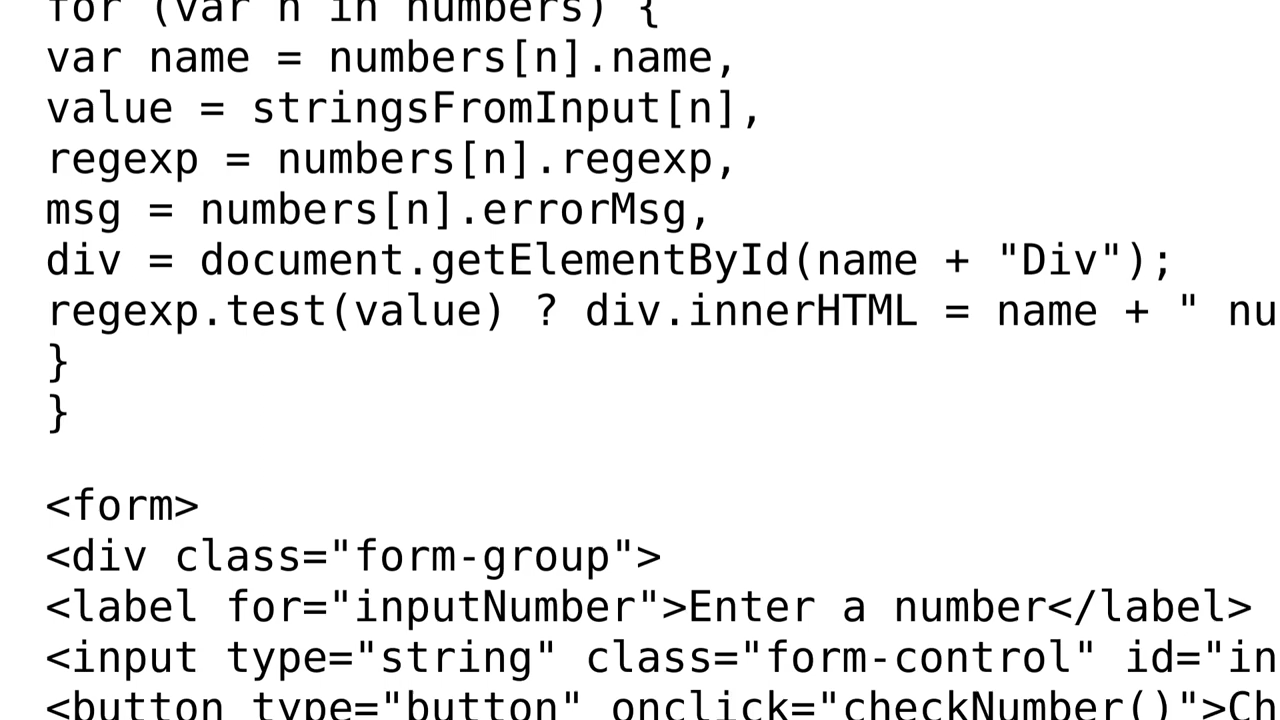 for (var n in numbers) {
var name = numbers[n].name,
value = stringsFromInput[n],
regexp = numbers[n].regexp,
msg = numbers[n].errorMsg,
div = document.getElementById(name + "Div");
regexp.test(value) ? div.innerHTML = name + " nu
}
}
<form>
<div class="form-group">
<label for="inputNumber">Enter a number</label>
<input type="string" class="form-control" id="in
<button type="button" onclick="checkNumber()">Ch